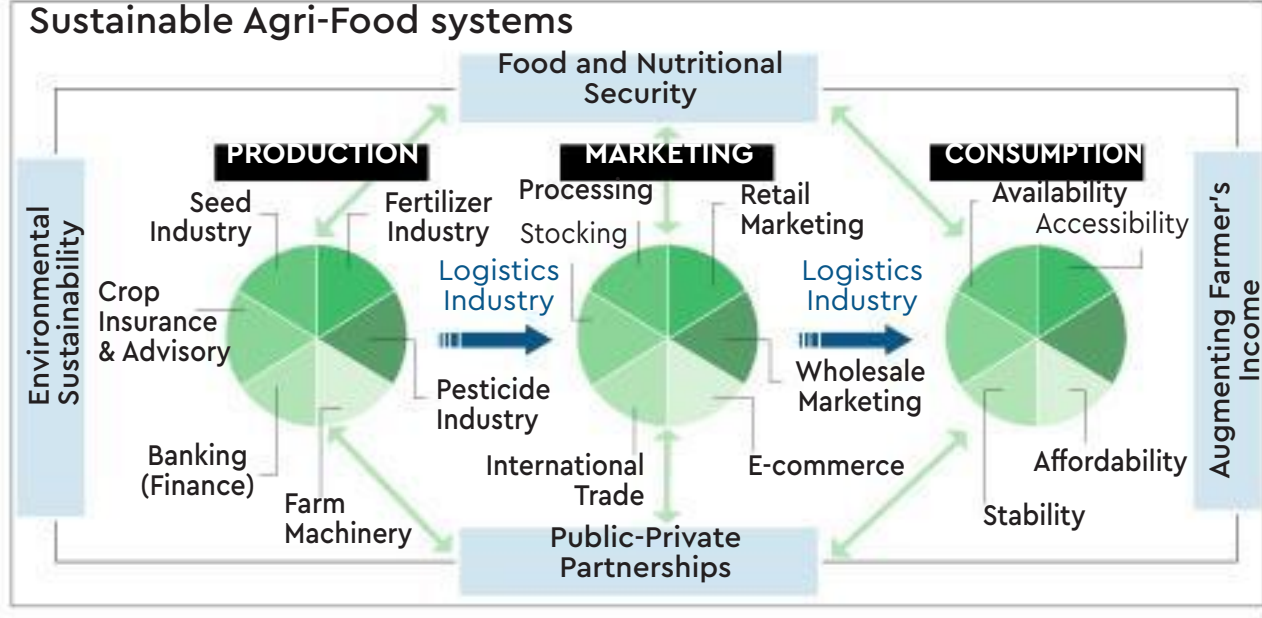 Sustainable Agri-Food systems
Food and Nutritional
Security
Environmental
Sustainability
PRODUCTION
Seed
Industry
Fertilizer
Industry
Crop
Insurance
& Advisory
Pesticide
Industry
Banking
(Finance)
Farm
Machinery
Logistics
Industry
MARKETING
Processing
Stocking
Retail
Marketing
Wholesale
Marketing
International
Trade
E-commerce
Logistics
Industry
CONSUMPTION
Availability
Accessibility
Affordability
Stability
Augmenting Farmer's
Income
Public-Private
Partnerships